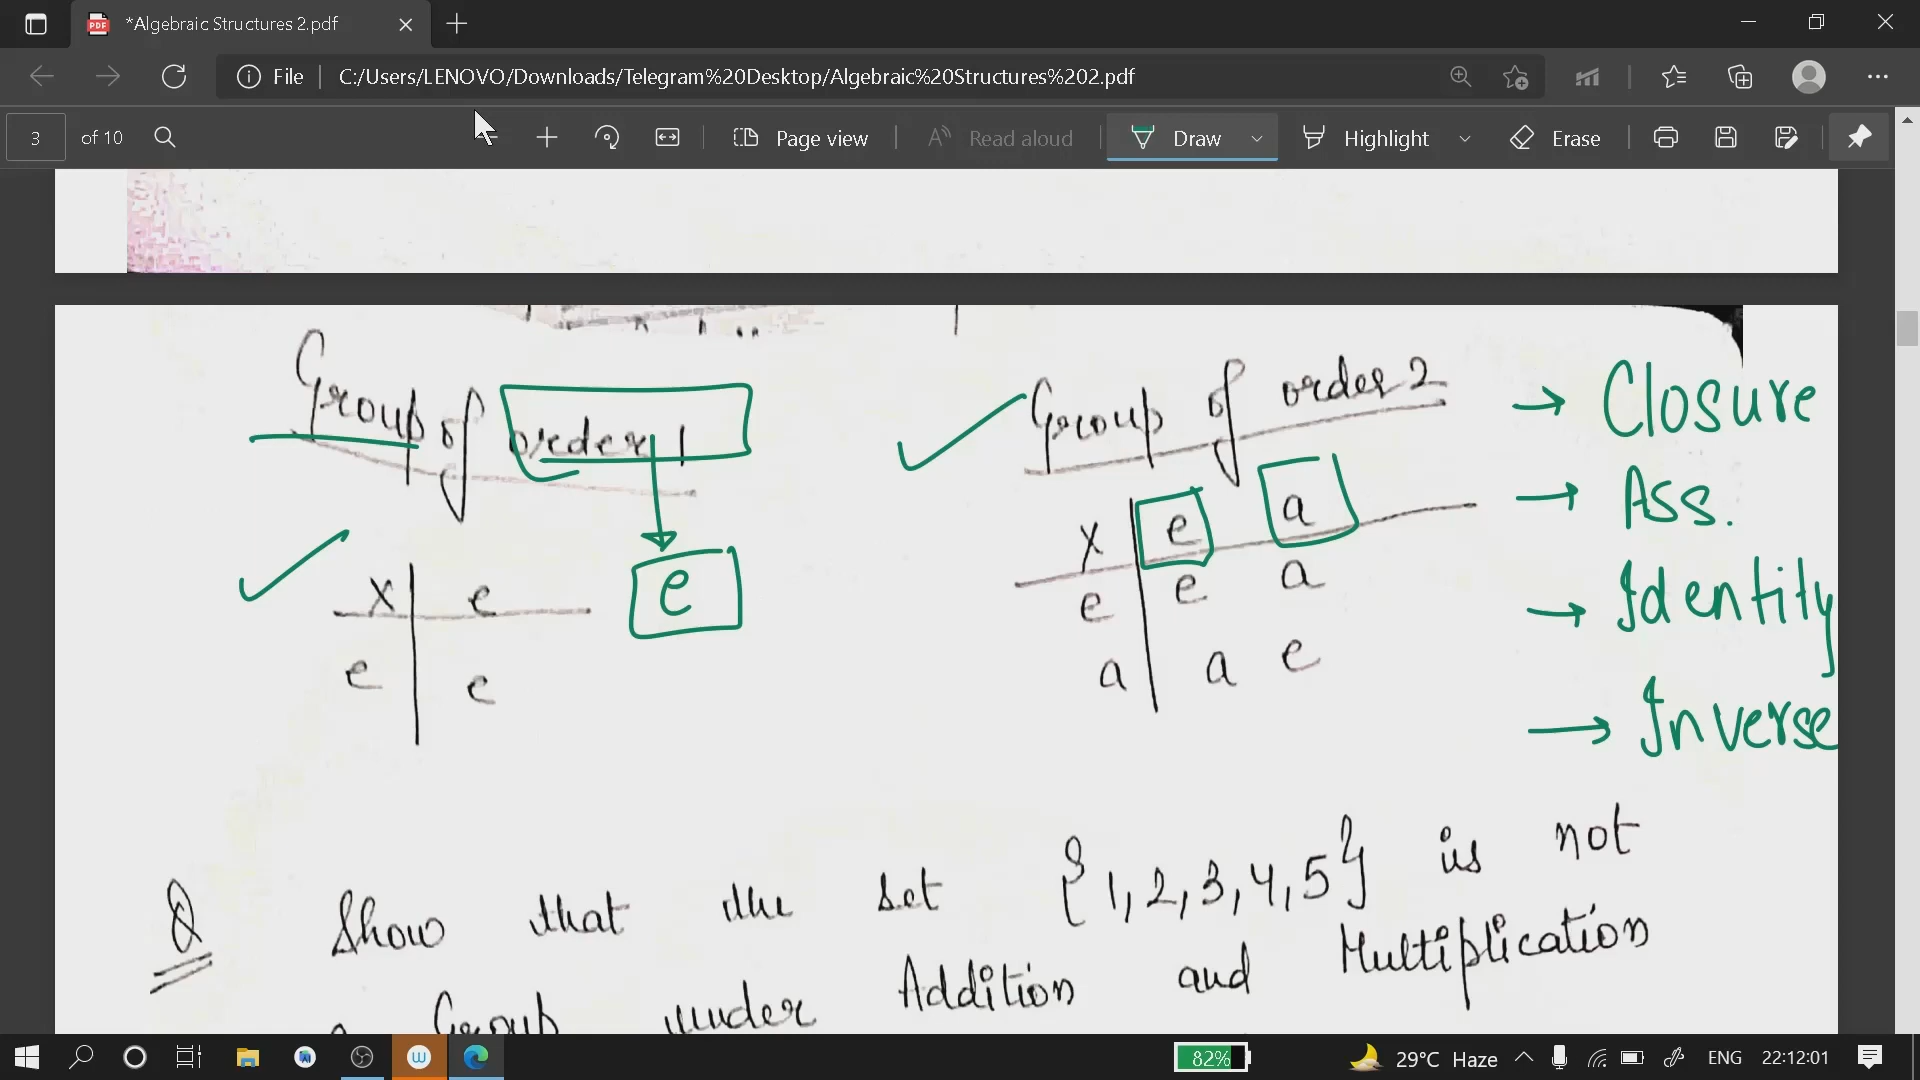 *Algebraic Structures 2.pdf
File C:/Users/LENOVO/Downloads/Telegram%20Desktop/Algebraic%20Structures%202.pdf
3 of 10 Page view Read aloud Draw Highlight Erase
Group of order 1
X e
e e
e
Group of order 2
X e a
e e a
a a e
→ Closure
→ Ass.
→ Identity
→ Inverse
Q Show that the set {1,2,3,4,5} is not
a Group under Addition and Multiplication
82% 29°C Haze ENG 22:12:01